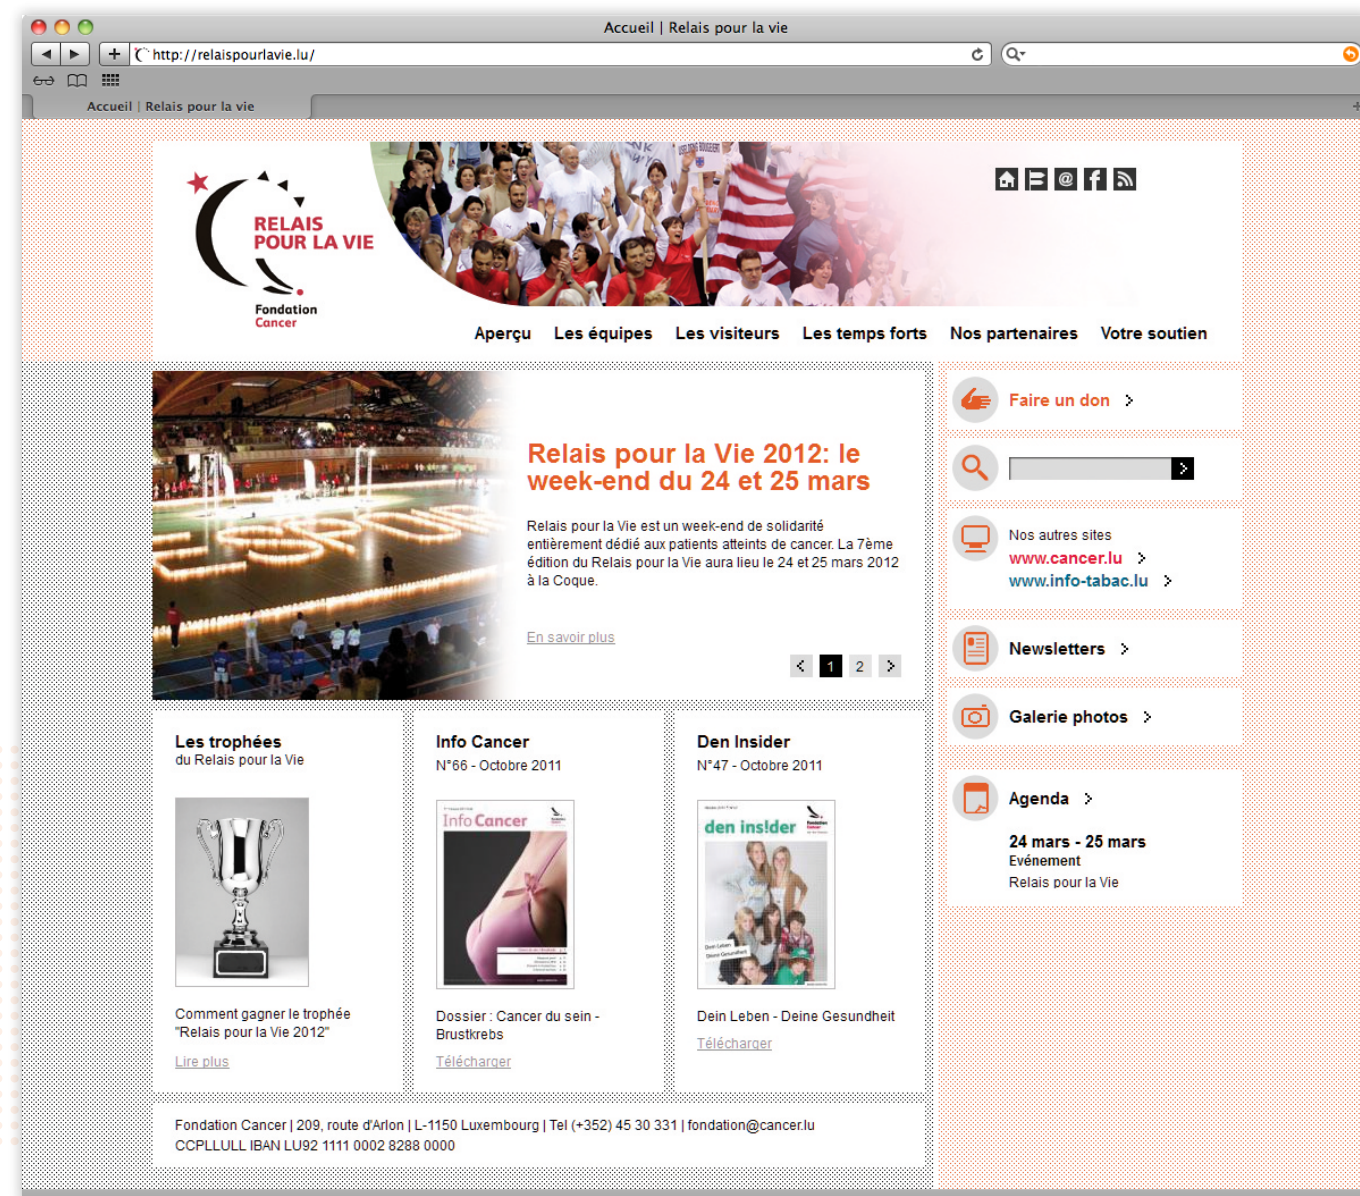 Accueil | Relais pour la vie
http://relaispourlavie.lu/
Accueil | Relais pour la vie
RELAIS
POUR LA VIE
Fondation
Cancer
Aperçu Les équipes Les visiteurs Les temps forts Nos partenaires Votre soutien
ESPOIR
Relais pour la Vie 2012: le
week-end du 24 et 25 mars
Relais pour la Vie est un week-end de solidarité
entièrement dédié aux patients atteints de cancer. La 7ème
édition du Relais pour la Vie aura lieu le 24 et 25 mars 2012
à la Coque.
En savoir plus
1 2
Faire un don
Nos autres sites
www.cancer.lu
www.info-tabac.lu
Newsletters
Galerie photos
Agenda
24 mars - 25 mars
Evénement
Relais pour la Vie
Les trophées
du Relais pour la Vie
Comment gagner le trophée
"Relais pour la Vie 2012"
Lire plus
Info Cancer
N°66 - Octobre 2011
Info Cancer
Dossier : Cancer du sein -
Brustkrebs
Télécharger
Den Insider
N°47 - Octobre 2011
den ins!der
Fondation
Cancer
Dein Leben
Deine Gesundheit
Dein Leben - Deine Gesundheit
Télécharger
Fondation Cancer | 209, route d'Arlon | L-1150 Luxembourg | Tel (+352) 45 30 331 | fondation@cancer.lu
CCPLLULL IBAN LU92 1111 0002 8288 0000